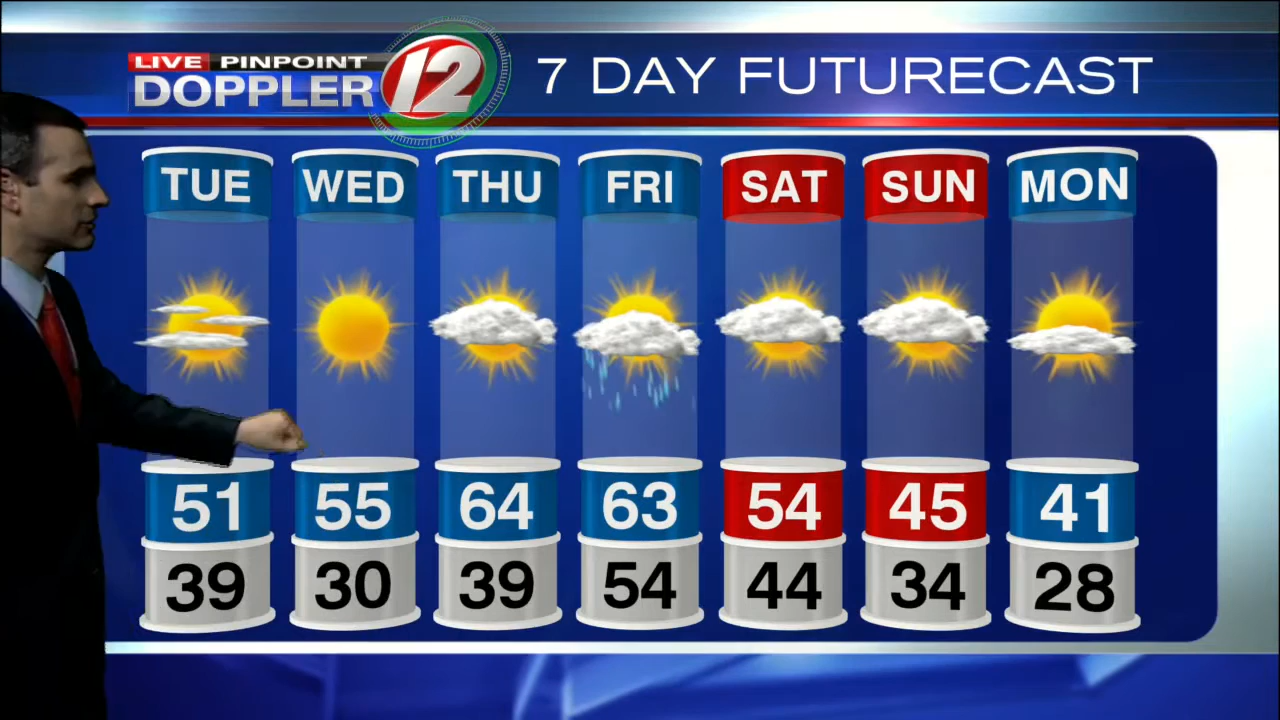 LIVE PINPOINT
DOPPLER 12
7 DAY FUTURECAST
TUE WED THU FRI SAT SUN MON
51 55 64 63 54 45 41
39 30 39 54 44 34 28